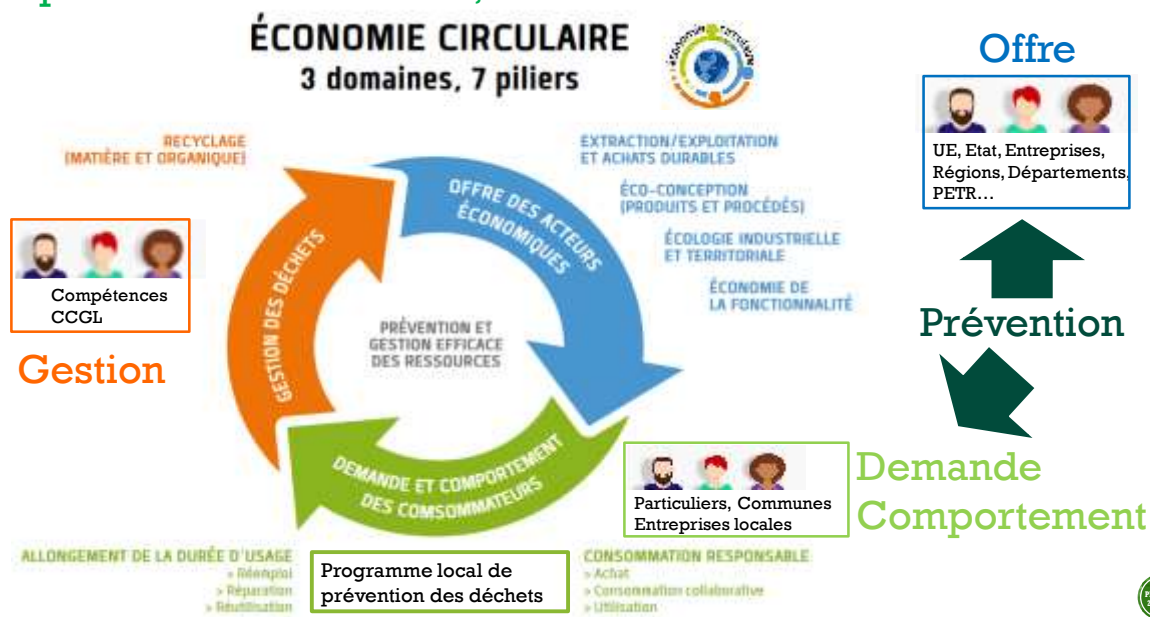 ÉCONOMIE CIRCULAIRE
3 domaines, 7 piliers
économie circulaire
Offre
UE, Etat, Entreprises,
Régions, Départements,
PETR...
RECYCLAGE
(MATIÈRE ET ORGANIQUE)
EXTRACTION/EXPLOITATION
ET ACHATS DURABLES
ÉCO-CONCEPTION
(PRODUITS ET PROCÉDÉS)
ÉCOLOGIE INDUSTRIELLE
ET TERRITORIALE
ÉCONOMIE DE
LA FONCTIONNALITÉ
OFFRE DES ACTEURS
ÉCONOMIQUES
GESTION DES DÉCHETS
Compétences
CCGL
Gestion
PRÉVENTION ET
GESTION EFFICACE
DES RESSOURCES
Prévention
DEMANDE ET COMPORTEMENT
DES COMSOMMATEURS
Particuliers, Communes
Entreprises locales
Demande
Comportement
ALLONGEMENT DE LA DURÉE D'USAGE
» Réemploi
» Réparation
» Réutilisation
Programme local de
prévention des déchets
CONSOMMATION RESPONSABLE
» Achat
» Consommation collaborative
» Utilisation